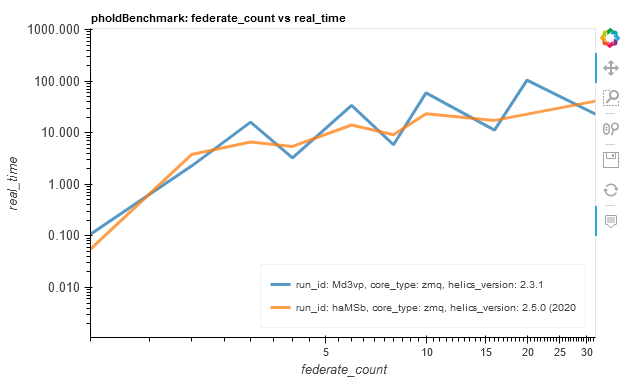 pholdBenchmark: federate_count vs real_time
1000.000
100.000
10.000
1.000
0.100
0.010
real_time
run_id: Md3vp, core_type: zmq, helics_version: 2.3.1
run_id: haMSb, core_type: zmq, helics_version: 2.5.0 (2020
5
10
15
20
25
30
federate_count